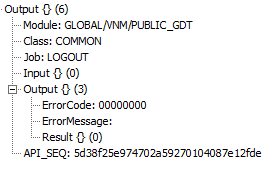 Output {} (6)
Module: GLOBAL/VNM/PUBLIC_GDT
Class: COMMON
Job: LOGOUT
Input {} (0)
Output {} (3)
ErrorCode: 00000000
ErrorMessage:
Result {} (0)
API_SEQ: 5d38f25e974702a59270104087e12fde